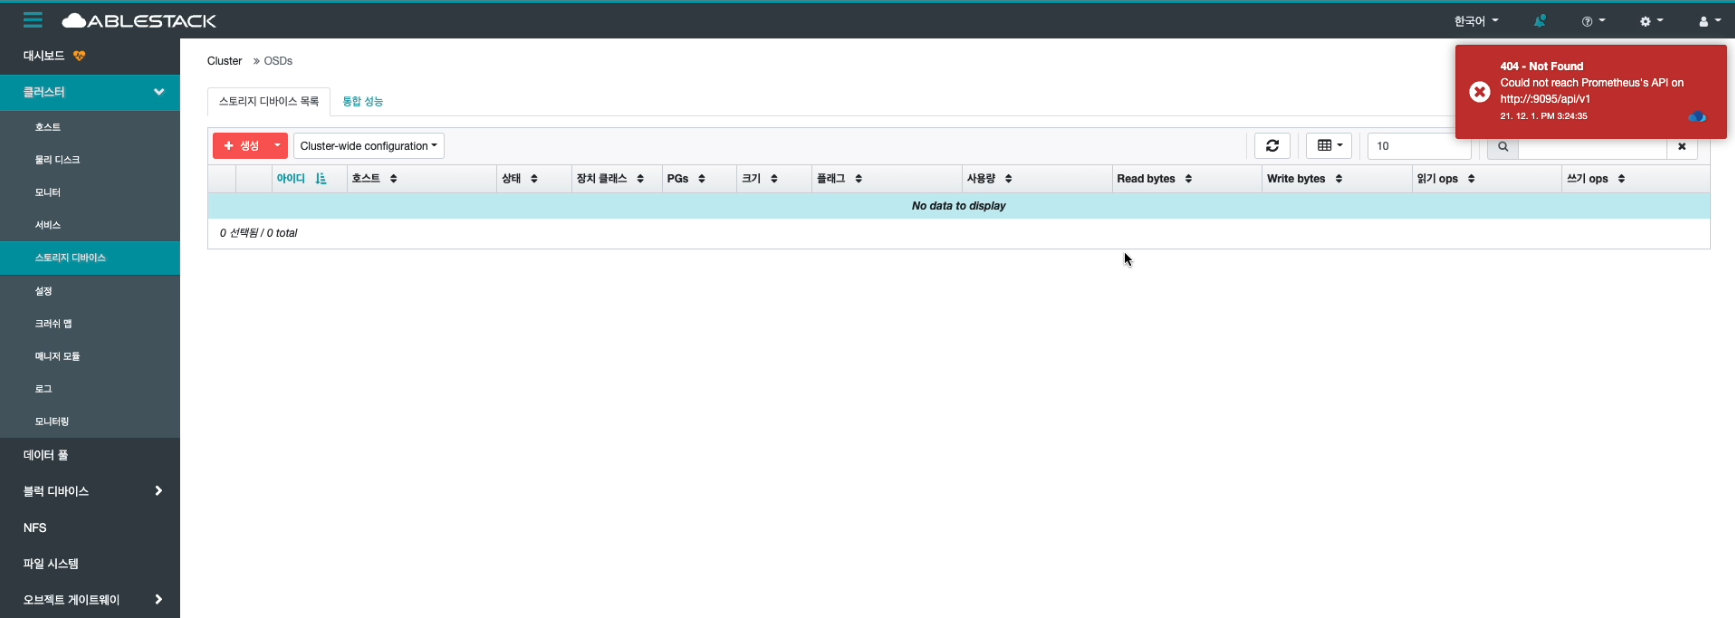 ABLESTACK
한국어
대시보드
클러스터
호스트
물리 디스크
모니터
서비스
스토리지 디바이스
설정
크러쉬 맵
매니저 모듈
로그
모니터링
데이터 풀
블럭 디바이스
NFS
파일 시스템
오브젝트 게이트웨이
Cluster » OSDs
스토리지 디바이스 목록 통합 성능
404 - Not Found
Could not reach Prometheus's API on
http://:9095/api/v1
21. 12. 1. PM 3:24:35
+ 생성 Cluster-wide configuration 10
아이디 호스트 상태 장치 클래스 PGs 크기 플래그 사용량 Read bytes Write bytes 읽기 ops 쓰기 ops
No data to display
0 선택됨 / 0 total